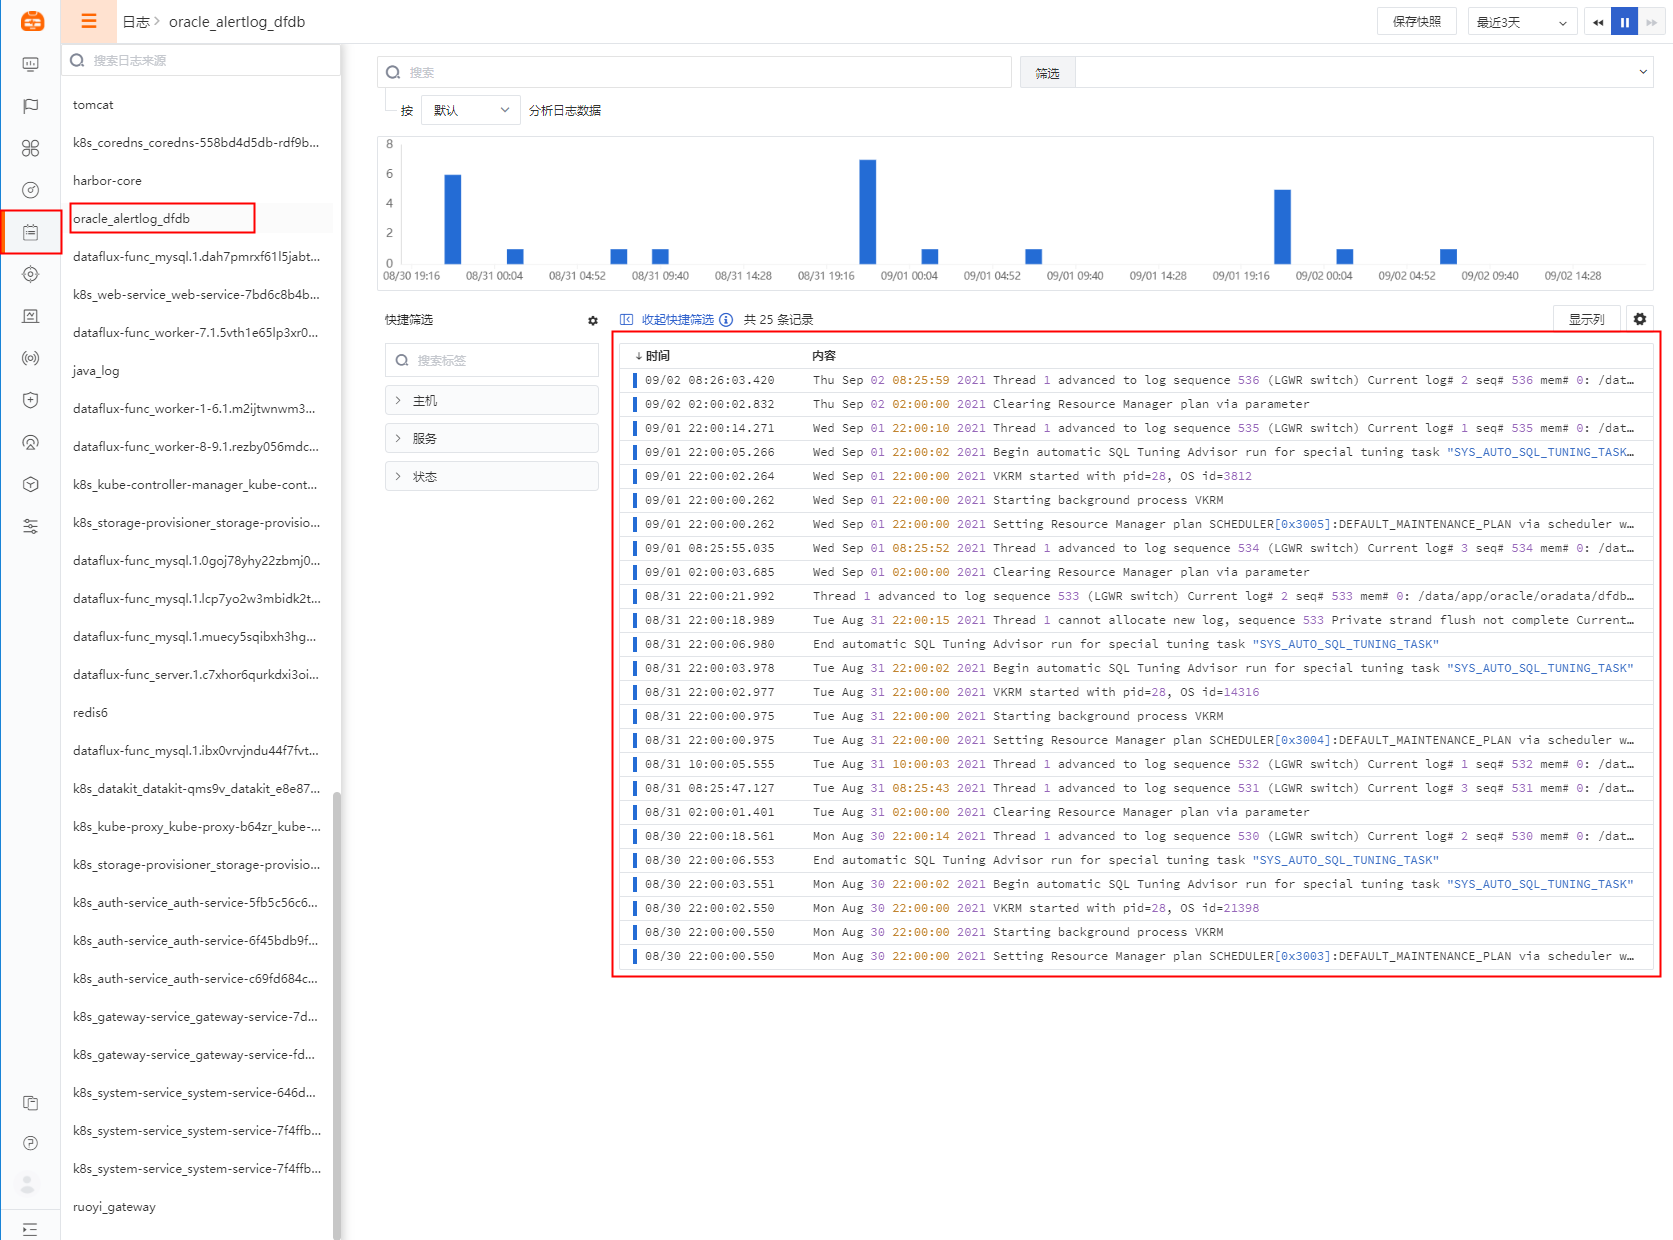 日志 > oracle_alertlog_dfdb
保存快照
最近3天
搜索日志来源
tomcat
k8s_coredns_coredns-558bd4d5db-rdf9b...
harbor-core
oracle_alertlog_dfdb
dataflux-func_mysql.1.dah7pmrxf61l5jabt...
k8s_web-service_web-service-7bd6c8b4b...
dataflux-func_worker-7.1.5vth1e65lp3xr0...
java_log
dataflux-func_worker-1-6.1.m2ijtwnwm3...
dataflux-func_worker-8-9.1.rezby056mdc...
k8s_kube-controller-manager_kube-cont...
k8s_storage-provisioner_storage-provisio...
dataflux-func_mysql.1.0goj78yhy22zbmj0...
dataflux-func_mysql.1.lcp7yo2w3mbidk2t...
dataflux-func_mysql.1.muecy5sqibxh3hg...
dataflux-func_server.1.c7xhor6qurkdxi3oi...
redis6
dataflux-func_mysql.1.ibx0vrvjndu44f7fvt...
k8s_datakit_datakit-qms9v_datakit_e8e87...
k8s_kube-proxy_kube-proxy-b64zr_kube-...
k8s_storage-provisioner_storage-provisio...
k8s_auth-service_auth-service-5fb5c56c6...
k8s_auth-service_auth-service-6f45bdb9f...
k8s_auth-service_auth-service-c69fd684c...
k8s_gateway-service_gateway-service-7d...
k8s_gateway-service_gateway-service-fd...
k8s_system-service_system-service-646d...
k8s_system-service_system-service-7f4ffb...
k8s_system-service_system-service-7f4ffb...
ruoyi_gateway
搜索
筛选
按 默认 分析日志数据
8
6
4
2
0
08/30 19:16 08/31 00:04 08/31 04:52 08/31 09:40 08/31 14:28 08/31 19:16 09/01 00:04 09/01 04:52 09/01 09:40 09/01 14:28 09/01 19:16 09/02 00:04 09/02 04:52 09/02 09:40 09/02 14:28
快捷筛选
搜索标签
主机
服务
状态
收起快捷筛选 共 25 条记录
显示列
↓时间 内容
09/02 08:26:03.420 Thu Sep 02 08:25:59 2021 Thread 1 advanced to log sequence 536 (LGWR switch) Current log# 2 seq# 536 mem# 0: /dat…
09/02 02:00:02.832 Thu Sep 02 02:00:00 2021 Clearing Resource Manager plan via parameter
09/01 22:00:14.271 Wed Sep 01 22:00:10 2021 Thread 1 advanced to log sequence 535 (LGWR switch) Current log# 1 seq# 535 mem# 0: /dat…
09/01 22:00:05.266 Wed Sep 01 22:00:02 2021 Begin automatic SQL Tuning Advisor run for special tuning task "SYS_AUTO_SQL_TUNING_TASK…
09/01 22:00:02.264 Wed Sep 01 22:00:00 2021 VKRM started with pid=28, OS id=3812
09/01 22:00:00.262 Wed Sep 01 22:00:00 2021 Starting background process VKRM
09/01 22:00:00.262 Wed Sep 01 22:00:00 2021 Setting Resource Manager plan SCHEDULER[0x3005]:DEFAULT_MAINTENANCE_PLAN via scheduler w…
09/01 08:25:55.035 Wed Sep 01 08:25:52 2021 Thread 1 advanced to log sequence 534 (LGWR switch) Current log# 3 seq# 534 mem# 0: /dat…
09/01 02:00:03.685 Wed Sep 01 02:00:00 2021 Clearing Resource Manager plan via parameter
08/31 22:00:21.992 Thread 1 advanced to log sequence 533 (LGWR switch) Current log# 2 seq# 533 mem# 0: /data/app/oracle/oradata/dfdb…
08/31 22:00:18.989 Tue Aug 31 22:00:15 2021 Thread 1 cannot allocate new log, sequence 533 Private strand flush not complete Current…
08/31 22:00:06.980 End automatic SQL Tuning Advisor run for special tuning task "SYS_AUTO_SQL_TUNING_TASK"
08/31 22:00:03.978 Tue Aug 31 22:00:02 2021 Begin automatic SQL Tuning Advisor run for special tuning task "SYS_AUTO_SQL_TUNING_TASK"
08/31 22:00:02.977 Tue Aug 31 22:00:00 2021 VKRM started with pid=28, OS id=14316
08/31 22:00:00.975 Tue Aug 31 22:00:00 2021 Starting background process VKRM
08/31 22:00:00.975 Tue Aug 31 22:00:00 2021 Setting Resource Manager plan SCHEDULER[0x3004]:DEFAULT_MAINTENANCE_PLAN via scheduler w…
08/31 10:00:05.555 Tue Aug 31 10:00:03 2021 Thread 1 advanced to log sequence 532 (LGWR switch) Current log# 1 seq# 532 mem# 0: /dat…
08/31 08:25:47.127 Tue Aug 31 08:25:43 2021 Thread 1 advanced to log sequence 531 (LGWR switch) Current log# 3 seq# 531 mem# 0: /dat…
08/31 02:00:01.401 Tue Aug 31 02:00:00 2021 Clearing Resource Manager plan via parameter
08/30 22:00:18.561 Mon Aug 30 22:00:14 2021 Thread 1 advanced to log sequence 530 (LGWR switch) Current log# 2 seq# 530 mem# 0: /dat…
08/30 22:00:06.553 End automatic SQL Tuning Advisor run for special tuning task "SYS_AUTO_SQL_TUNING_TASK"
08/30 22:00:03.551 Mon Aug 30 22:00:02 2021 Begin automatic SQL Tuning Advisor run for special tuning task "SYS_AUTO_SQL_TUNING_TASK"
08/30 22:00:02.550 Mon Aug 30 22:00:00 2021 VKRM started with pid=28, OS id=21398
08/30 22:00:00.550 Mon Aug 30 22:00:00 2021 Starting background process VKRM
08/30 22:00:00.550 Mon Aug 30 22:00:00 2021 Setting Resource Manager plan SCHEDULER[0x3003]:DEFAULT_MAINTENANCE_PLAN via scheduler w…